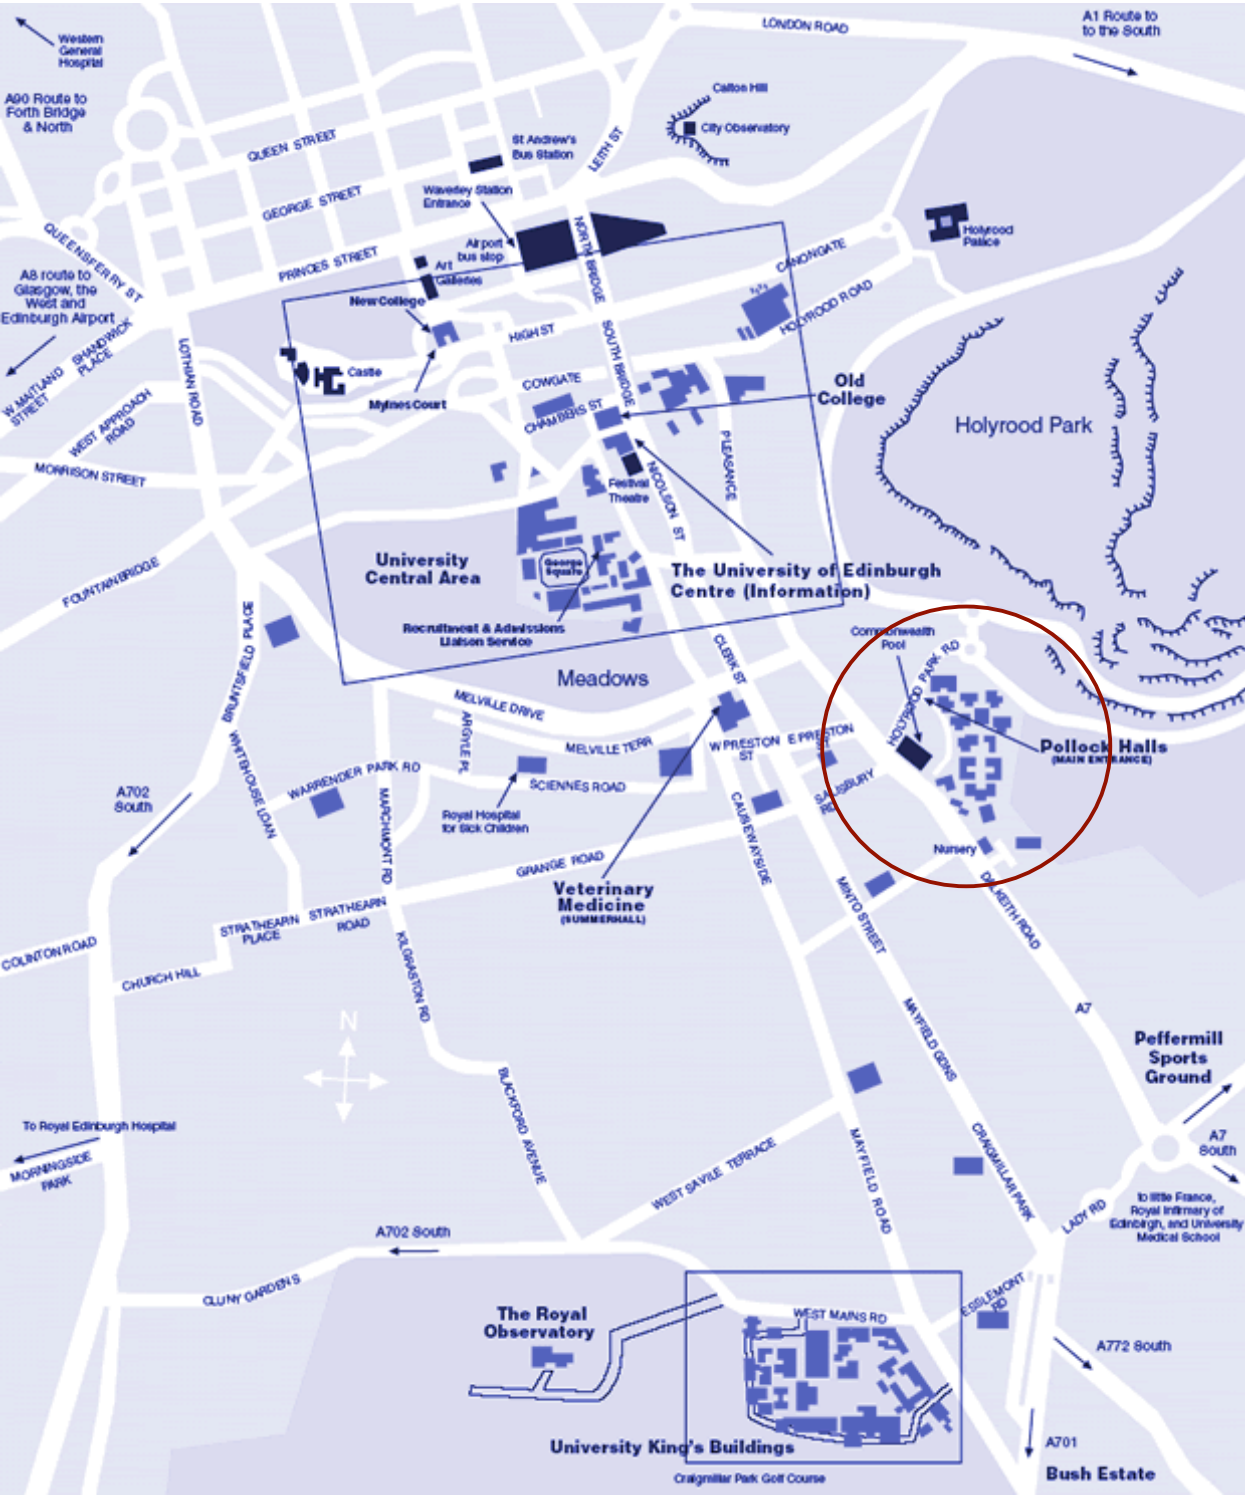 LONDON ROAD
A1 Route to
to the South
Western
General
Hospital
A90 Route to
Forth Bridge
& North
Calton Hill
City Observatory
QUEEN STREET
St Andrew's
Bus Station
LEITH ST
GEORGE STREET
Waverley Station
Entrance
QUEENSFERRY ST
PRINCES STREET
Airport
bus stop
NORTH BRIDGE
CANONGATE
Holyrood
Palace
A8 route to
Glasgow, the
West and
Edinburgh Airport
Art
Galleries
New College
HOLYROOD ROAD
HIGH ST
SOUTH BRIDGE
SHANDWICK
PLACE
W. MAITLAND
STREET
LOTHIAN ROAD
Castle
Mylnes Court
COWGATE
CHAMBERS ST
Old
College
WEST APPROACH
ROAD
Holyrood Park
MORRISON STREET
PLEASANCE
Festival
Theatre
NICOLSON ST
University
Central Area
George
Square
The University of Edinburgh
Centre (Information)
FOUNTAINBRIDGE
Recruitment & Admissions
Liaison Service
Commonwealth
Pool
BRUNTSFIELD PLACE
Meadows
CLERK ST
HOLYROOD PARK RD
MELVILLE DRIVE
ARGYLE PL
MELVILLE TERR
W PRESTON
ST
E PRESTON
ST
Pollock Halls
(MAIN ENTRANCE)
WHITEHOUSE LOAN
WARRENDER PARK RD
SCIENNES ROAD
SALISBURY
RD
A702
South
MARCHMONT RD
Royal Hospital
for Sick Children
CAUSEWAYSIDE
Nursery
GRANGE ROAD
Veterinary
Medicine
(SUMMERHALL)
MINTO STREET
DALKEITH ROAD
STRATHEARN
PLACE
STRATHEARN
ROAD
COLINTON ROAD
CHURCH HILL
KILGRASTON RD
N
MAYFIELD GDNS
A7
Peffermill
Sports
Ground
BLACKFORD AVENUE
To Royal Edinburgh Hospital
MORNINGSIDE
PARK
WEST SAVILE TERRACE
MAYFIELD ROAD
CRAIGMILLAR PARK
A7
South
LADY RD
to little France,
Royal Infirmary of
Edinbirgh, and University
Medical School
A702 South
CLUNY GARDENS
ESSLEMONT
RD
The Royal
Observatory
WEST MAINS RD
A772 South
University King's Buildings
A701
Bush Estate
Craigmillar Park Golf Course